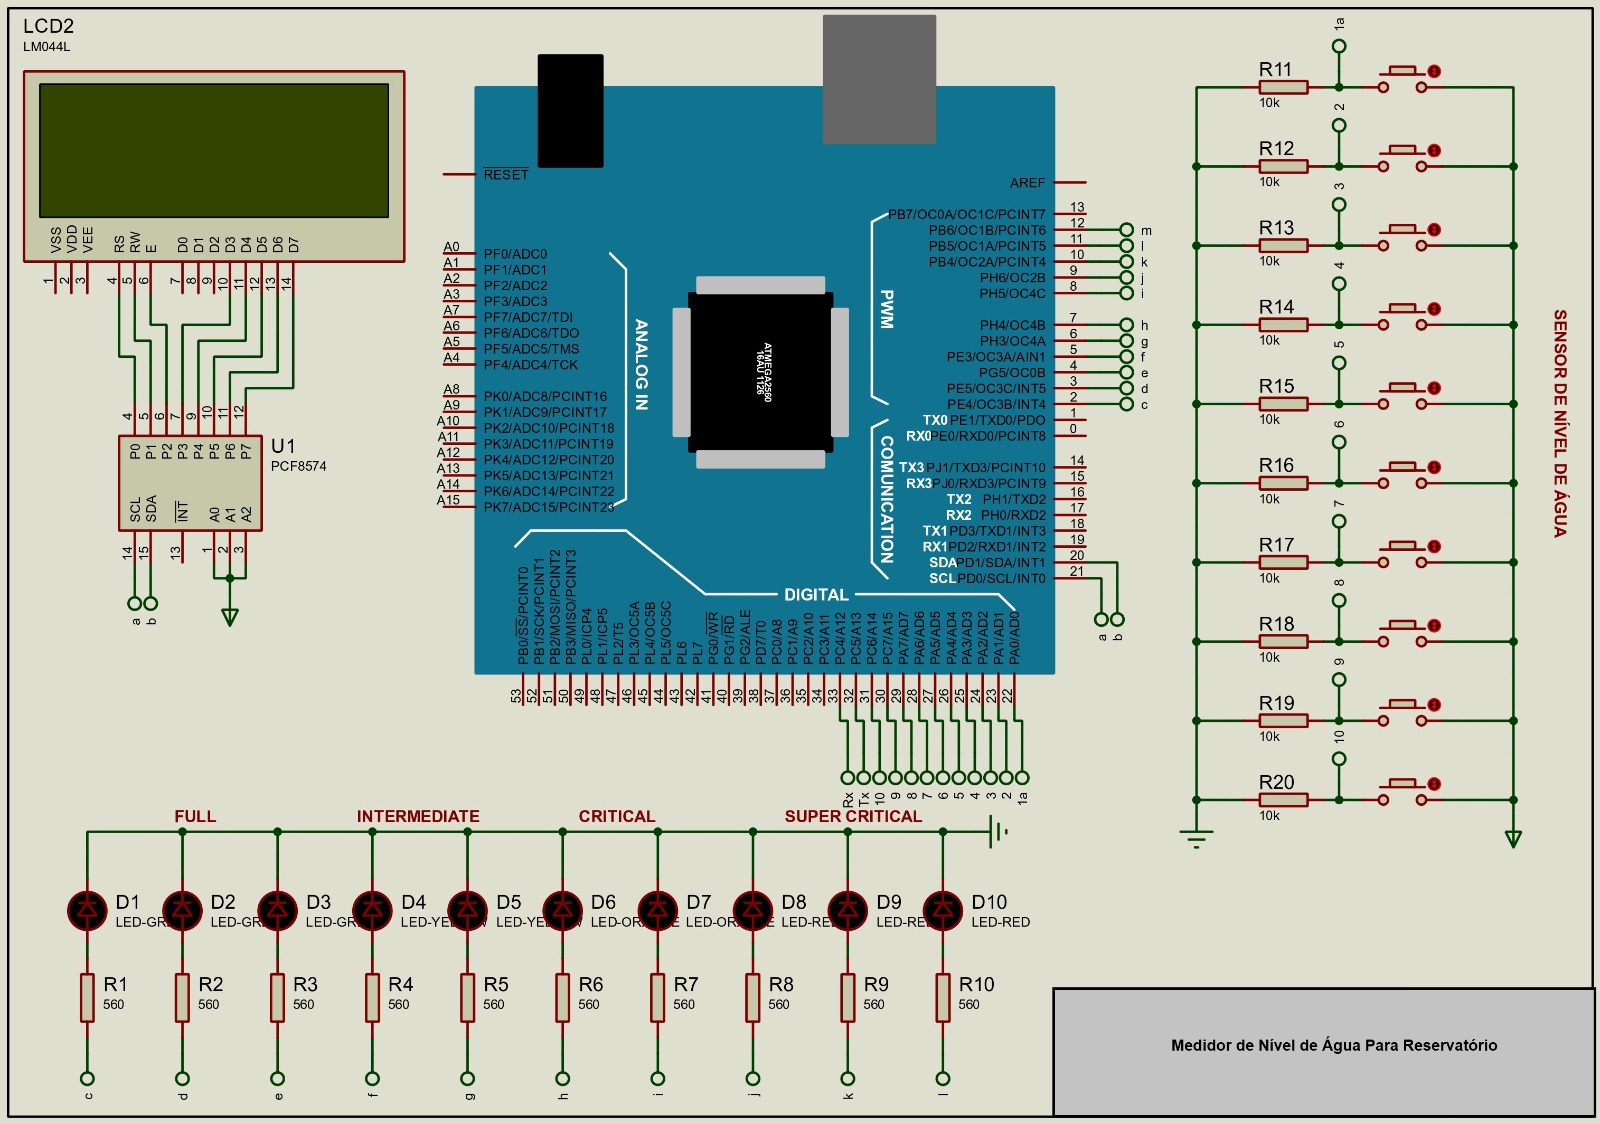 LCD2
LM044L
VSS
VDD
VEE
RS
RW
E
D0
D1
D2
D3
D4
D5
D6
D7
1
2
3
4
5
6
7
8
9
10
11
12
13
14
4
5
6
7
9
10
11
12
P0
P1
P2
P3
P4
P5
P6
P7
U1
PCF8574
SCL
SDA
INT
A0
A1
A2
14
15
13
1
2
3
a
b
RESET
A0 PF0/ADC0
A1 PF1/ADC1
A2 PF2/ADC2
A3 PF3/ADC3
A7 PF7/ADC7/TDI
A6 PF6/ADC6/TDO
A5 PF5/ADC5/TMS
A4 PF4/ADC4/TCK
A8 PK0/ADC8/PCINT16
A9 PK1/ADC9/PCINT17
A10 PK2/ADC10/PCINT18
A11 PK3/ADC11/PCINT19
A12 PK4/ADC12/PCINT20
A13 PK5/ADC13/PCINT21
A14 PK6/ADC14/PCINT22
A15 PK7/ADC15/PCINT23
ANALOG IN
ATMEGA2560
16AU 1126
AREF
PB7/OC0A/OC1C/PCINT7 13
PB6/OC1B/PCINT6 12 m
PB5/OC1A/PCINT5 11 l
PB4/OC2A/PCINT4 10 k
PH6/OC2B 9 j
PH5/OC4C 8 i
PH4/OC4B 7 h
PH3/OC4A 6 g
PE3/OC3A/AIN1 5 f
PG5/OC0B 4 e
PE5/OC3C/INT5 3 d
PE4/OC3B/INT4 2 c
PWM
TX0 PE1/TXD0/PDO 1
RX0 PE0/RXD0/PCINT8 0
TX3 PJ1/TXD3/PCINT10 14
RX3 PJ0/RXD3/PCINT9 15
TX2 PH1/TXD2 16
RX2 PH0/RXD2 17
TX1 PD3/TXD1/INT3 18
RX1 PD2/RXD1/INT2 19
SDA PD1/SDA/INT1 20
SCL PD0/SCL/INT0 21
COMUNICATION
a
b
DIGITAL
PB0/SS/PCINT0 53
PB1/SCK/PCINT1 52
PB2/MOSI/PCINT2 51
PB3/MISO/PCINT3 50
PL0/ICP4 49
PL1/ICP5 48
PL2/T5 47
PL3/OC5A 46
PL4/OC5B 45
PL5/OC5C 44
PL6 43
PL7 42
PG0/WR 41
PG1/RD 40
PG2/ALE 39
PD7/T0 38
PC0/A8 37
PC1/A9 36
PC2/A10 35
PC3/A11 34
PC4/A12 33
PC5/A13 32
PC6/A14 31
PC7/A15 30
PA7/AD7 29
PA6/AD6 28
PA5/AD5 27
PA4/AD4 26
PA3/AD3 25
PA2/AD2 24
PA1/AD1 23
PA0/AD0 22
Rx
Tx
10
9
8
7
6
5
4
3
2
1a
1a
R11
10k
2
R12
10k
3
R13
10k
4
R14
10k
5
R15
10k
6
R16
10k
7
R17
10k
8
R18
10k
9
R19
10k
10
R20
10k
SENSOR DE NÍVEL DE ÁGUA
FULL
INTERMEDIATE
CRITICAL
SUPER CRITICAL
D1
LED-GR
D2
LED-GR
D3
LED-GR
D4
LED-YE
D5
LED-YE
D6
LED-OR
D7
LED-OR
D8
LED-RE
D9
LED-RE
D10
LED-RED
R1
560
R2
560
R3
560
R4
560
R5
560
R6
560
R7
560
R8
560
R9
560
R10
560
c
d
e
f
g
h
i
j
k
l
Medidor de Nível de Água Para Reservatório